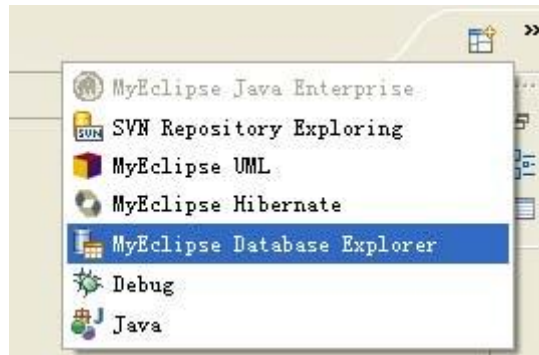 »
MyEclipse Java Enterprise
SVN Repository Exploring
MyEclipse UML
MyEclipse Hibernate
MyEclipse Database Explorer
Debug
Java